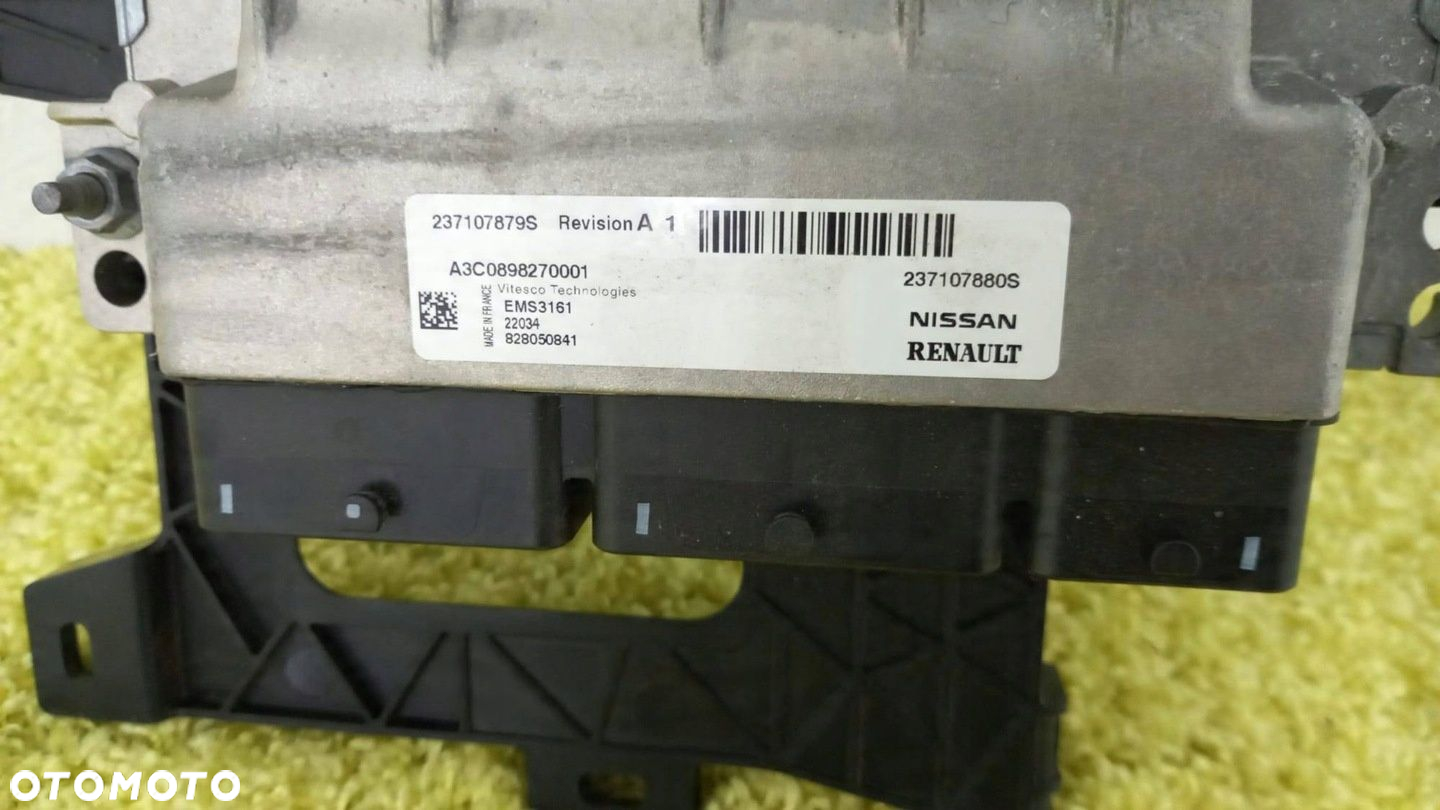 237107879S Revision A 1
A3C0898270001
237107880S
MADE IN FRANCE
Vitesco Technologies
EMS3161
22034
828050841
NISSAN
RENAULT
OTOMOTO